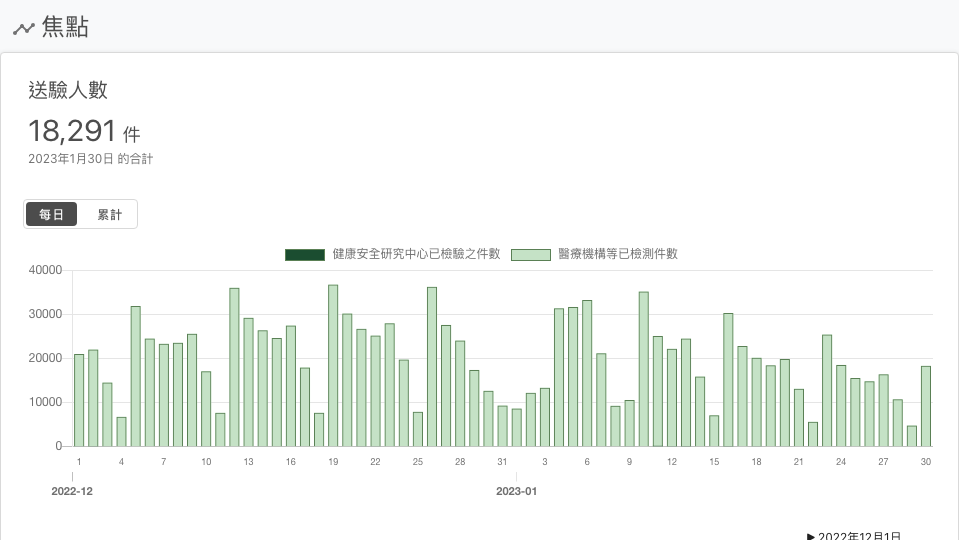 焦點
送驗人數
18,291 件
2023年1月30日 的合計
每日 累計
健康安全研究中心已檢驗之件數 醫療機構等已檢測件數
40000
30000
20000
10000
0
1 4 7 10 13 16 19 22 25 28 31 3 6 9 12 15 18 21 24 27 30
2022-12 2023-01
▶ 2022年12月1日